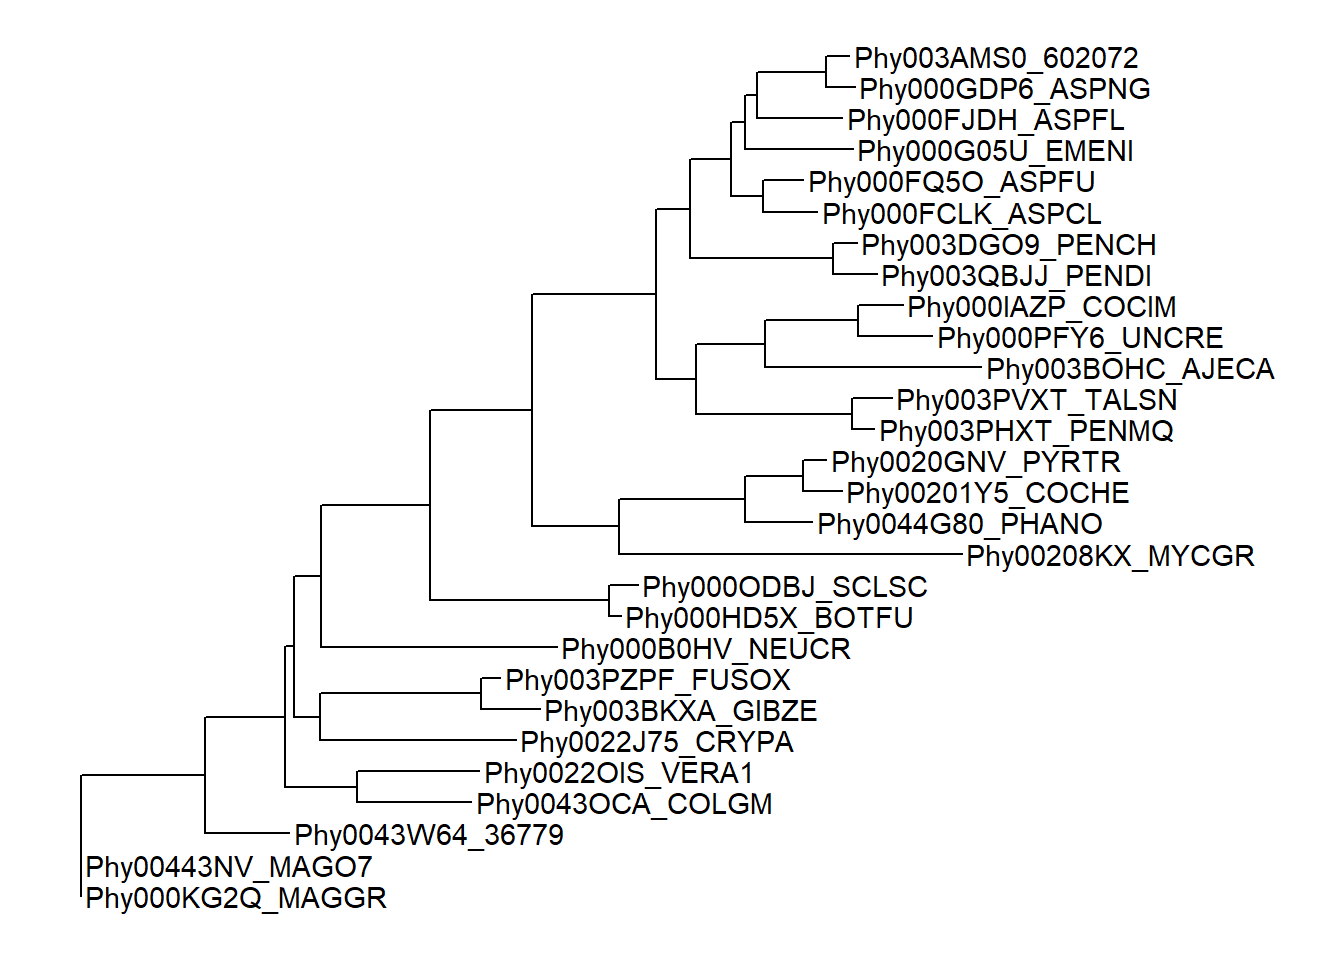 Phy003AMS0_602072
Phy000GDP6_ASPNG
Phy000FJDH_ASPFL
Phy000G05U_EMENI
Phy000FQ5O_ASPFU
Phy000FCLK_ASPCL
Phy003DGO9_PENCH
Phy003QBJJ_PENDI
Phy000IAZP_COCIM
Phy000PFY6_UNCRE
Phy003BOHC_AJECA
Phy003PVXT_TALSN
Phy003PHXT_PENMQ
Phy0020GNV_PYRTR
Phy00201Y5_COCHE
Phy0044G80_PHANO
Phy00208KX_MYCGR
Phy000ODBJ_SCLSC
Phy000HD5X_BOTFU
Phy000B0HV_NEUCR
Phy003PZPF_FUSOX
Phy003BKXA_GIBZE
Phy0022J75_CRYPA
Phy0022OIS_VERA1
Phy0043OCA_COLGM
Phy0043W64_36779
Phy00443NV_MAGO7
Phy000KG2Q_MAGGR